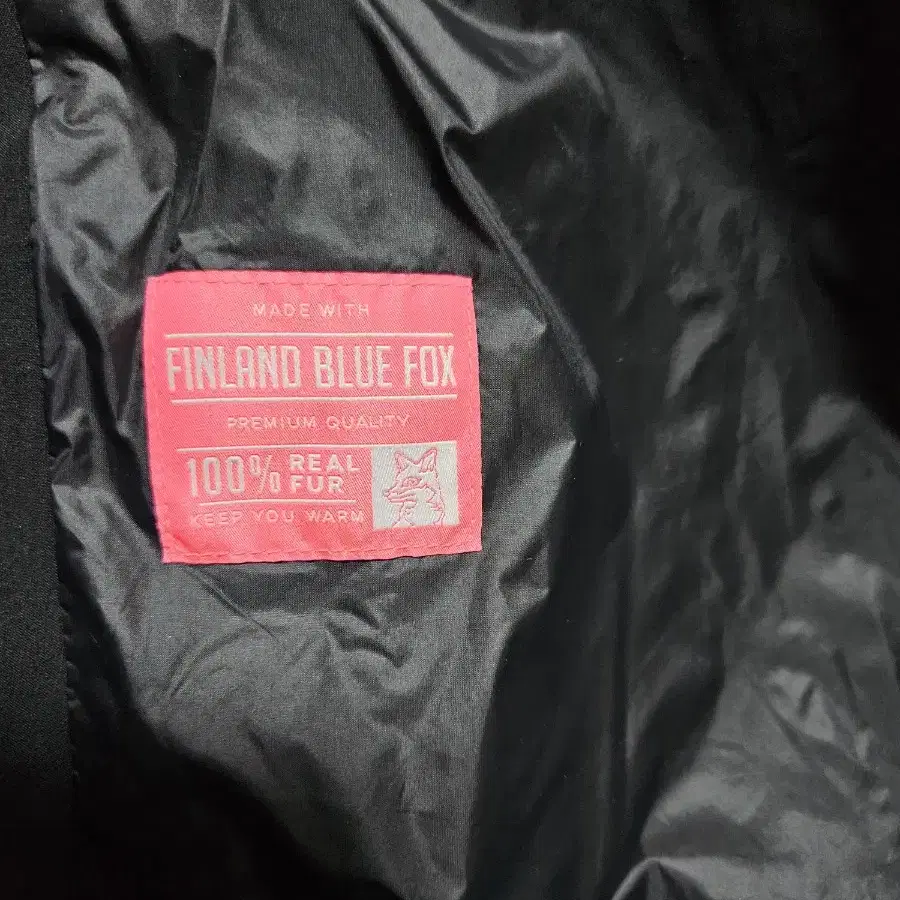 MADE WITH
FINLAND BLUE FOX
PREMIUM QUALITY
100% REAL FUR
KEEP YOU WARM